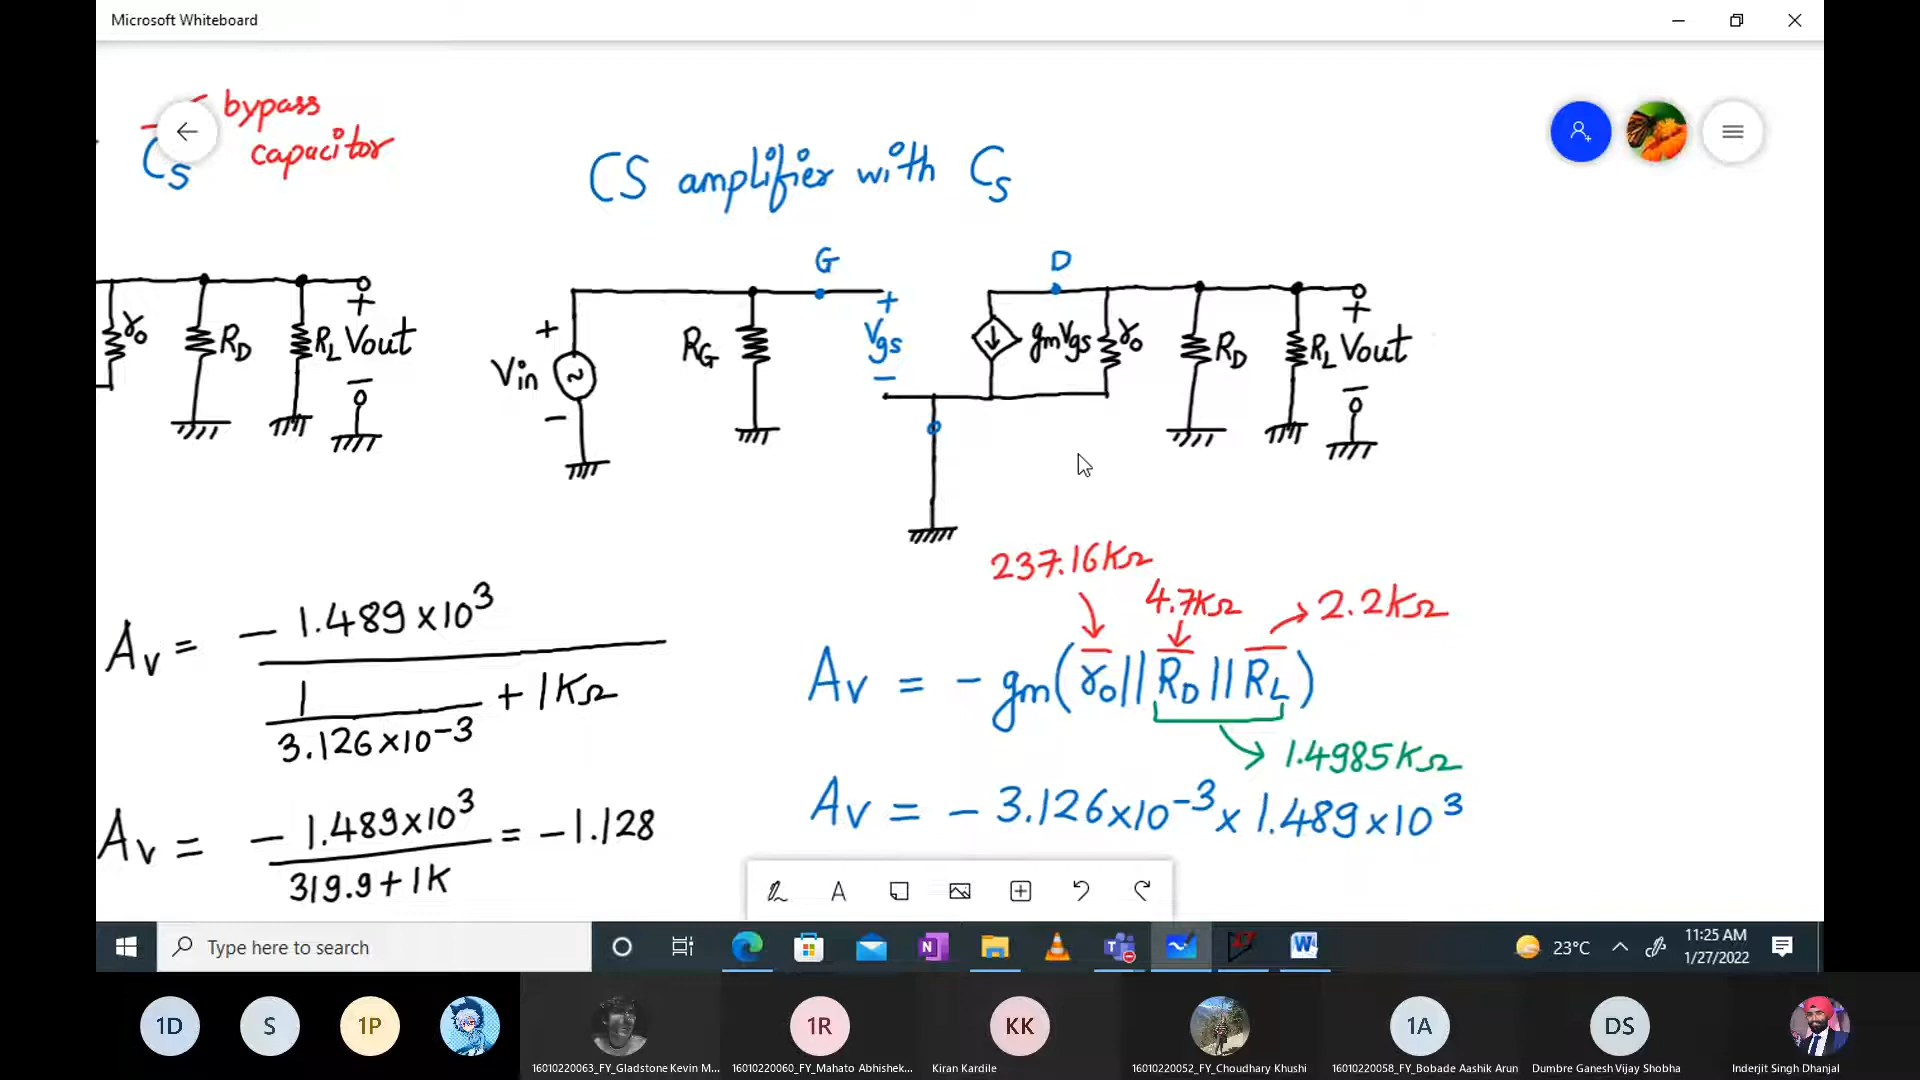 Microsoft Whiteboard
bypass
capacitor
Cs
CS amplifier with Cs
G
D
ro
RD
RL
Vout
+
-
Vin
+
-
RG
+
Vgs
-
gmVgs
ro
RD
RL
Vout
+
-
Av = - 1.489×10³
1
3.126×10⁻³
+ 1KΩ
Av = - 1.489×10³ = -1.128
319.9+1K
237.16KΩ
4.7KΩ
2.2KΩ
Av = - gm(ro||RD||RL)
1.4985KΩ
Av = - 3.126×10⁻³ × 1.489×10³
A
Type here to search
23°C
11:25 AM
1/27/2022
1D
S
1P
1R
KK
1A
DS
16010220063_FY_Gladstone Kevin M...
16010220060_FY_Mahato Abhishek...
Kiran Kardile
16010220052_FY_Choudhary Khushi
16010220058_FY_Bobade Aashik Arun
Dumbre Ganesh Vijay Shobha
Inderjit Singh Dhanjal